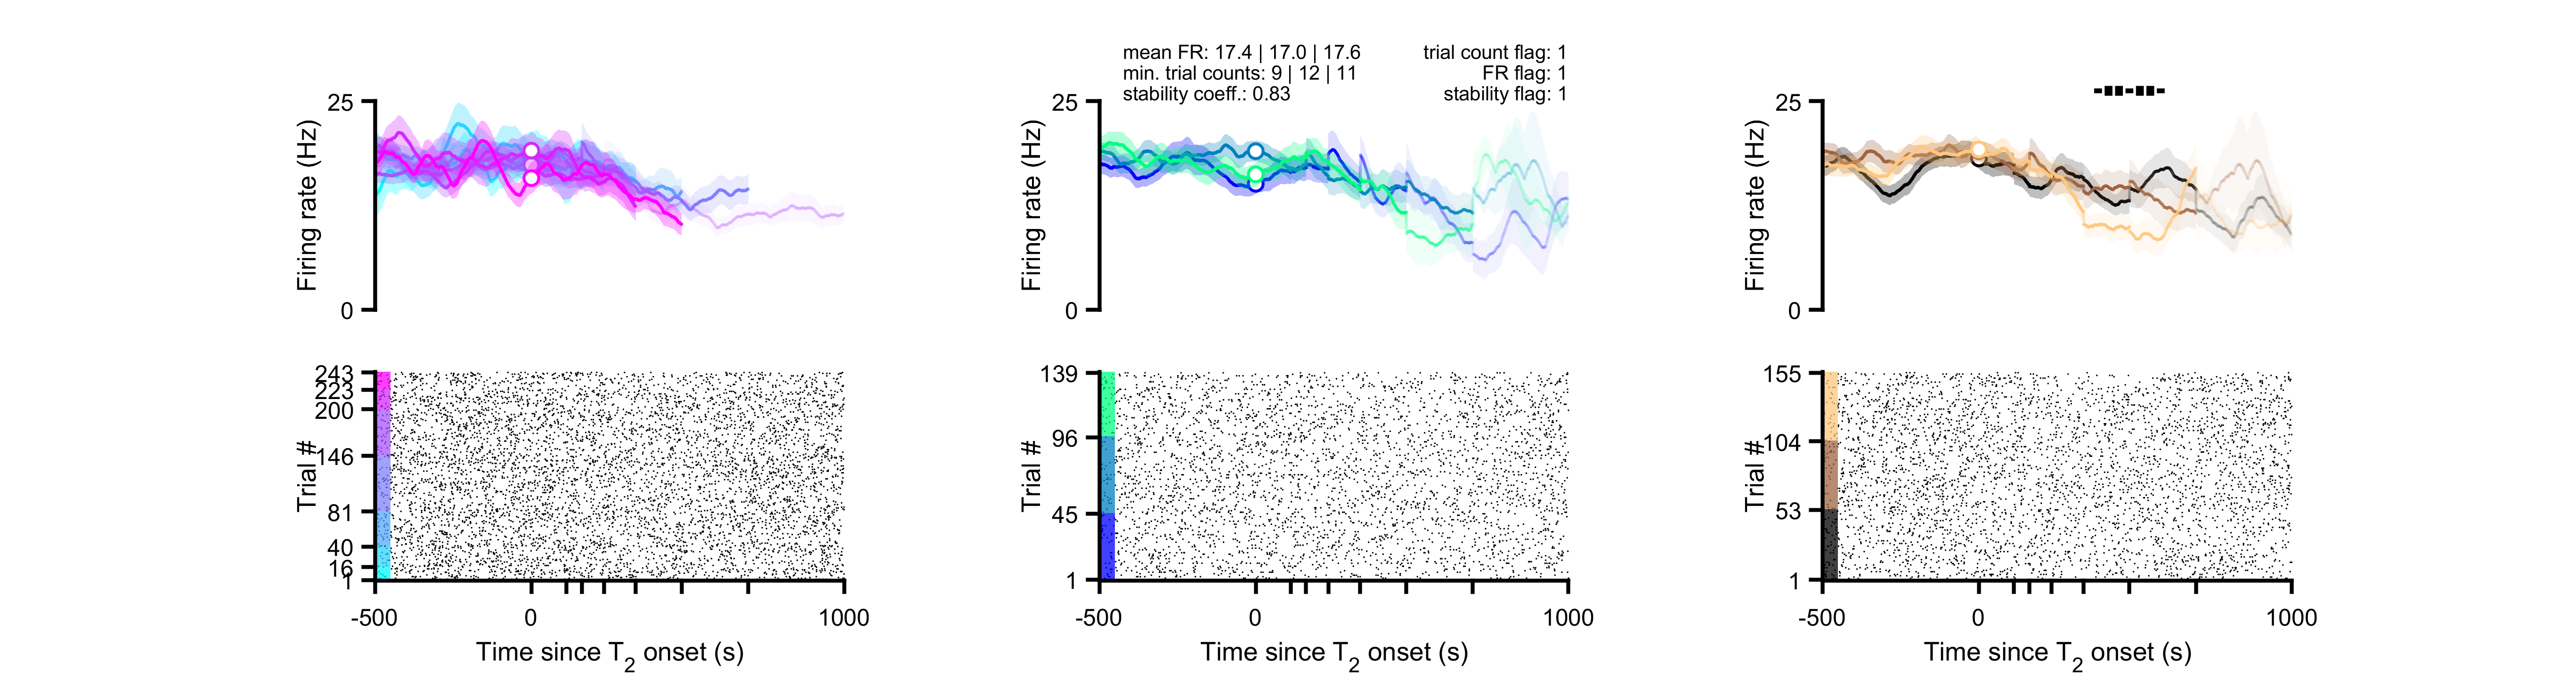 mean FR: 17.4 | 17.0 | 17.6
min. trial counts: 9 | 12 | 11
stability coeff.: 0.83
trial count flag: 1
FR flag: 1
stability flag: 1
25
0
Firing rate (Hz)
25
0
Firing rate (Hz)
25
0
Firing rate (Hz)
243
223
200
146
81
40
16
1
Trial #
-500
0
1000
Time since T2 onset (s)
139
96
45
1
Trial #
-500
0
1000
Time since T2 onset (s)
155
104
53
1
Trial #
-500
0
1000
Time since T2 onset (s)